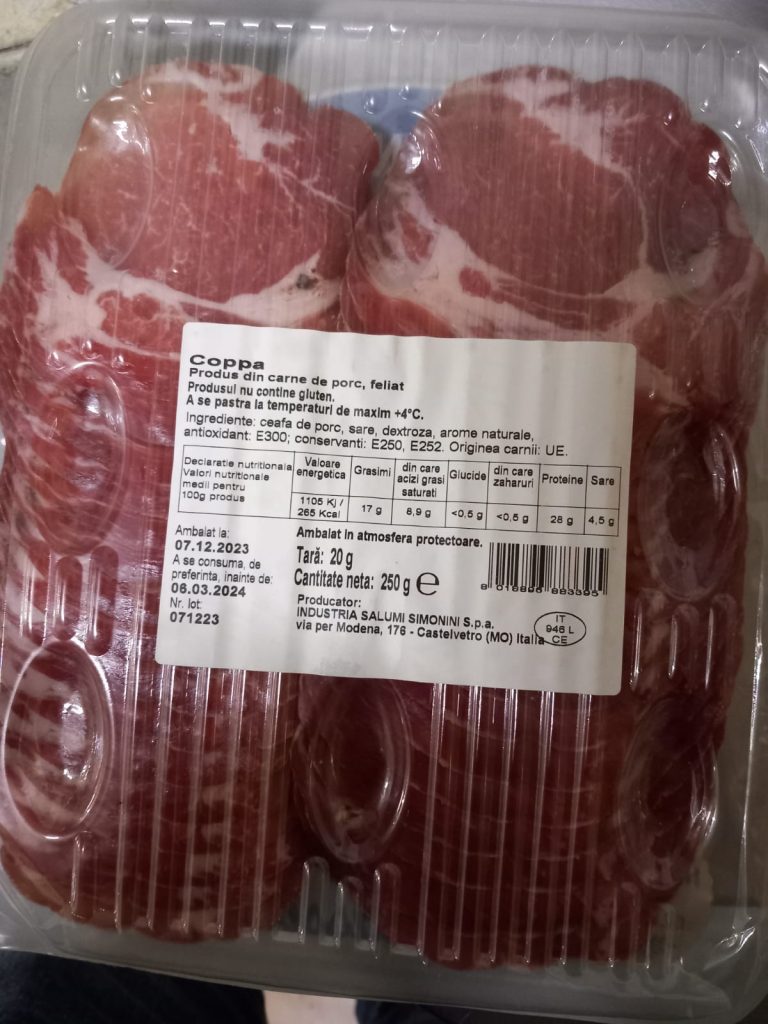 Coppa
Produs din carne de porc, feliat
Produsul nu contine gluten.
A se pastra la temperaturi de maxim +4°C.
Ingrediente: ceafa de porc, sare, dextroza, arome naturale,
antioxidant: E300; conservanti: E250, E252. Originea carnii: UE.
Declaratie nutritionala
Valori nutritionale
medii pentru
100g produs
Valoare
energetica
Grasimi
din care
acizi grasi
saturati
Glucide
din care
zaharuri
Proteine
Sare
1105 Kj /
265 Kcal
17 g
6,9 g
<0,5 g
<0,5 g
28 g
4,5 g
Ambalat la:
07.12.2023
A se consuma, de
preferinta, inainte de:
06.03.2024
Nr. lot:
071223
Ambalat in atmosfera protectoare.
Tară: 20 g
Cantitate neta: 250 g e
Producator:
INDUSTRIA SALUMI SIMONINI S.p.a.
via per Modena, 176 - Castelvetro (MO) Italia
IT
946 L
CE